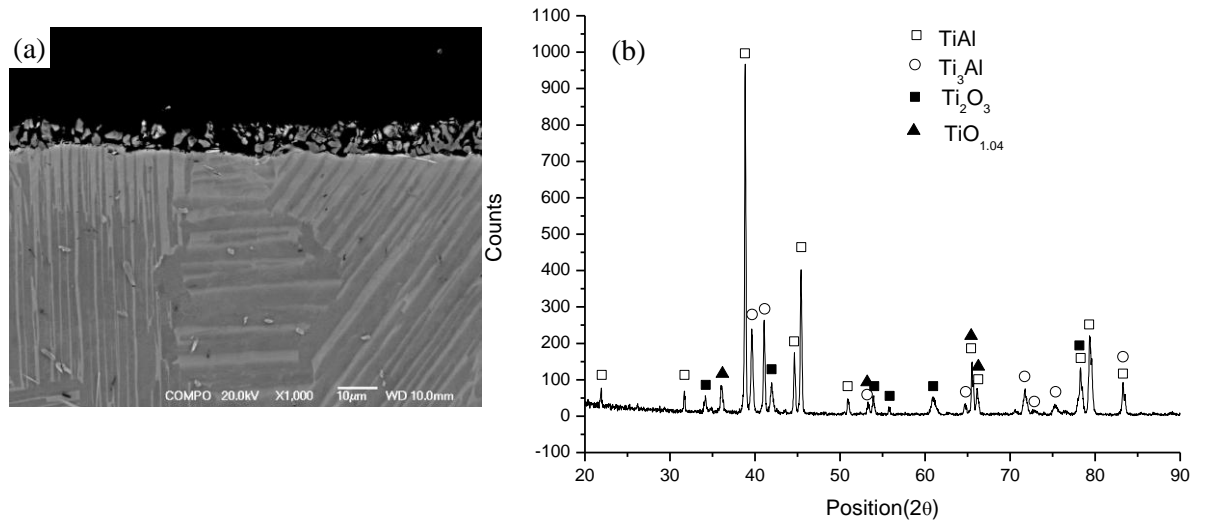 (a)
COMPO 20.0kV X1,000 10µm WD 10.0mm
(b)
TiAl
Ti₃Al
Ti₂O₃
TiO₁.₀₄
Counts
1100
1000
900
800
700
600
500
400
300
200
100
0
-100
20 30 40 50 60 70 80 90
Position(2θ)